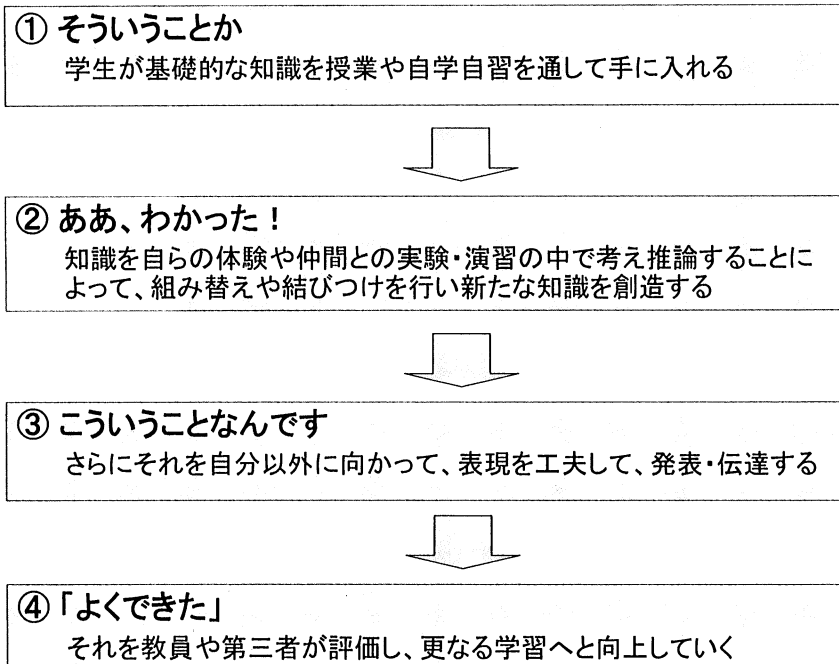 ① そういうことか
学生が基礎的な知識を授業や自学自習を通して手に入れる
② ああ、わかった！
知識を自らの体験や仲間との実験・演習の中で考え推論することに
よって、組み替えや結びつけを行い新たな知識を創造する
③ こういうことなんです
さらにそれを自分以外に向かって、表現を工夫して、発表・伝達する
④ 「よくできた」
それを教員や第三者が評価し、更なる学習へと向上していく